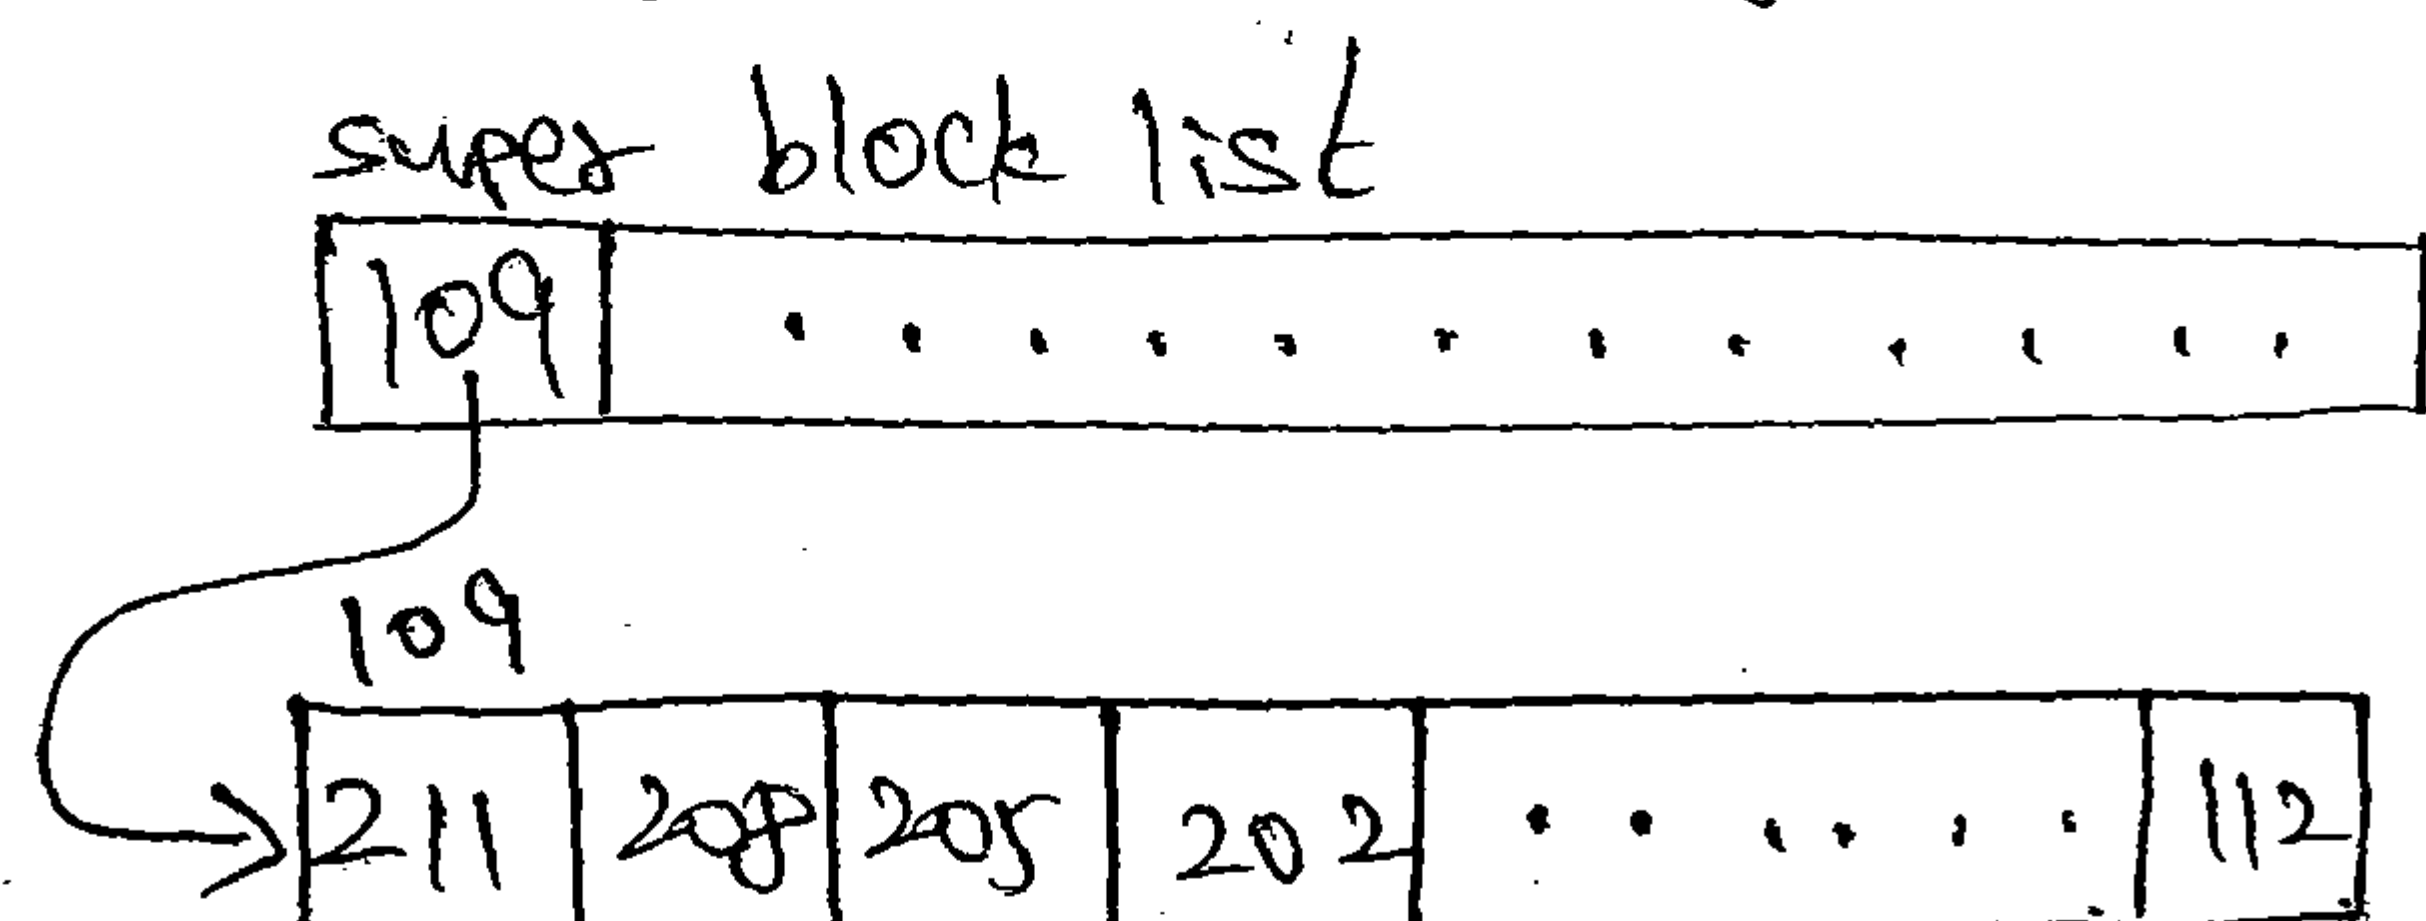 super block list
109 . . . . . . . . . . . .
109
211 208 205 202 . . . . . . 112